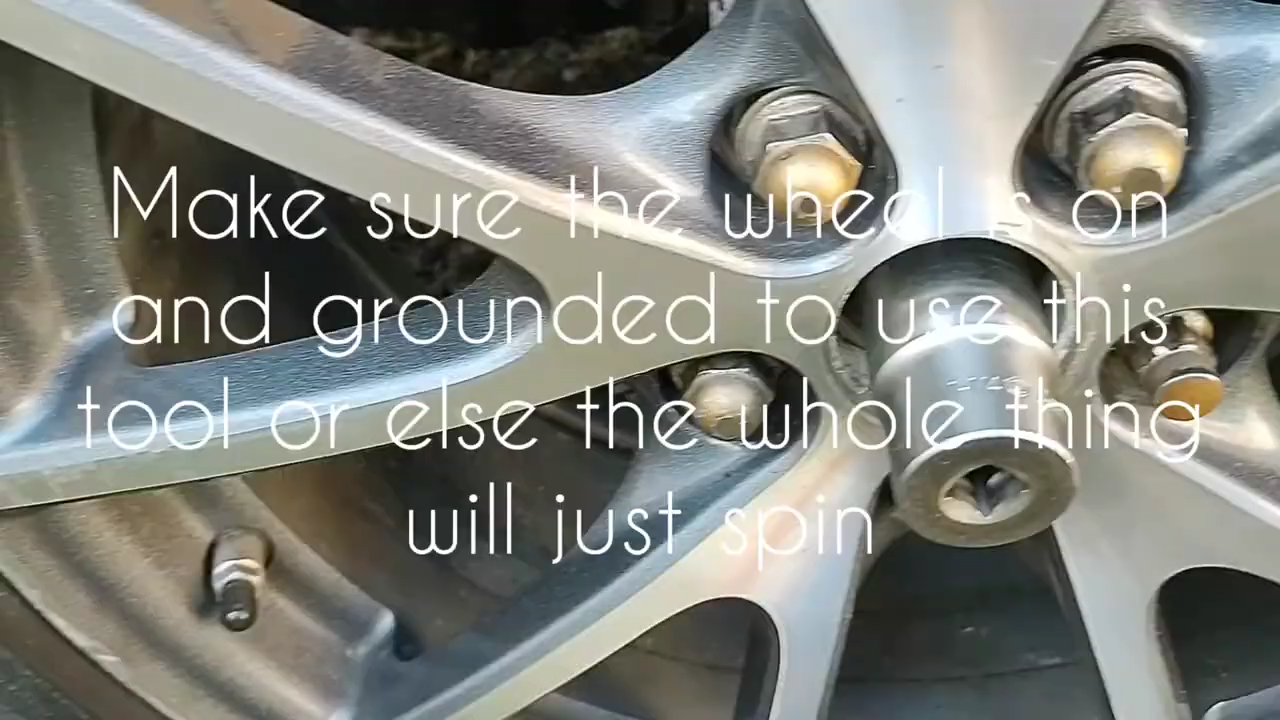 Make sure the wheel is on
and grounded to use this
tool or else the whole thing
will just spin